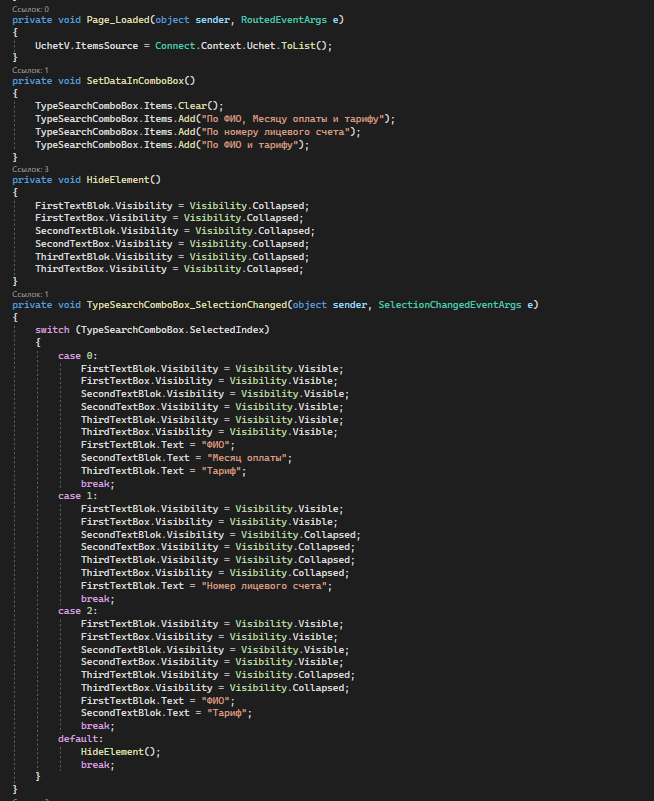 Ссылок: 0
private void Page_Loaded(object sender, RoutedEventArgs e)
{
UchetV.ItemsSource = Connect.Context.Uchet.ToList();
}
Ссылок: 1
private void SetDataInComboBox()
{
TypeSearchComboBox.Items.Clear();
TypeSearchComboBox.Items.Add("По ФИО, Месяцу оплаты и тарифу");
TypeSearchComboBox.Items.Add("По номеру лицевого счета");
TypeSearchComboBox.Items.Add("По ФИО и тарифу");
}
Ссылок: 3
private void HideElement()
{
FirstTextBlok.Visibility = Visibility.Collapsed;
FirstTextBox.Visibility = Visibility.Collapsed;
SecondTextBlok.Visibility = Visibility.Collapsed;
SecondTextBox.Visibility = Visibility.Collapsed;
ThirdTextBlok.Visibility = Visibility.Collapsed;
ThirdTextBox.Visibility = Visibility.Collapsed;
}
Ссылок: 1
private void TypeSearchComboBox_SelectionChanged(object sender, SelectionChangedEventArgs e)
{
switch (TypeSearchComboBox.SelectedIndex)
{
case 0:
FirstTextBlok.Visibility = Visibility.Visible;
FirstTextBox.Visibility = Visibility.Visible;
SecondTextBlok.Visibility = Visibility.Visible;
SecondTextBox.Visibility = Visibility.Visible;
ThirdTextBlok.Visibility = Visibility.Visible;
ThirdTextBox.Visibility = Visibility.Visible;
FirstTextBlok.Text = "ФИО";
SecondTextBlok.Text = "Месяц оплаты";
ThirdTextBlok.Text = "Тариф";
break;
case 1:
FirstTextBlok.Visibility = Visibility.Visible;
FirstTextBox.Visibility = Visibility.Visible;
SecondTextBlok.Visibility = Visibility.Collapsed;
SecondTextBox.Visibility = Visibility.Collapsed;
ThirdTextBlok.Visibility = Visibility.Collapsed;
ThirdTextBox.Visibility = Visibility.Collapsed;
FirstTextBlok.Text = "Номер лицевого счета";
break;
case 2:
FirstTextBlok.Visibility = Visibility.Visible;
FirstTextBox.Visibility = Visibility.Visible;
SecondTextBlok.Visibility = Visibility.Visible;
SecondTextBox.Visibility = Visibility.Visible;
ThirdTextBlok.Visibility = Visibility.Collapsed;
ThirdTextBox.Visibility = Visibility.Collapsed;
FirstTextBlok.Text = "ФИО";
SecondTextBlok.Text = "Тариф";
break;
default:
HideElement();
break;
}
}